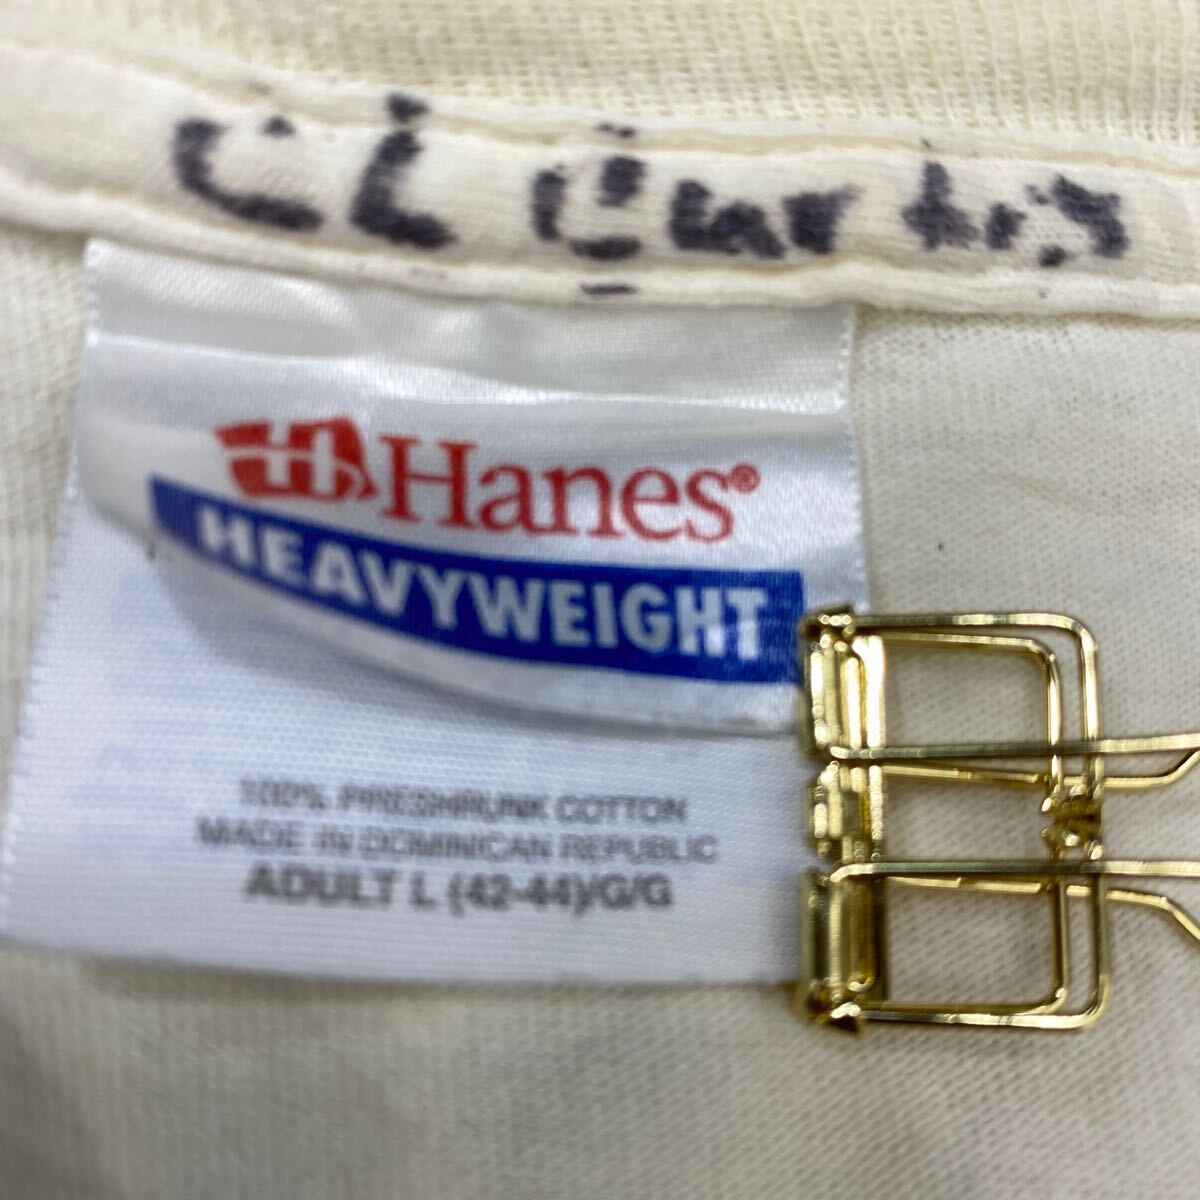 Hanes®
HEAVYWEIGHT
100% PRESHRUNK COTTON
MADE IN DOMINICAN REPUBLIC
ADULT L (42-44)/G/G